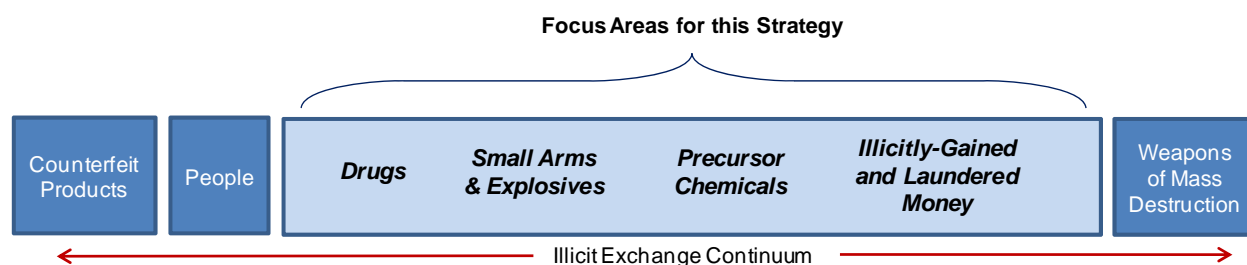 Focus Areas for this Strategy
Counterfeit
Products
People
Drugs
Small Arms
& Explosives
Precursor
Chemicals
Illicitly-Gained
and Laundered
Money
Weapons
of Mass
Destruction
Illicit Exchange Continuum